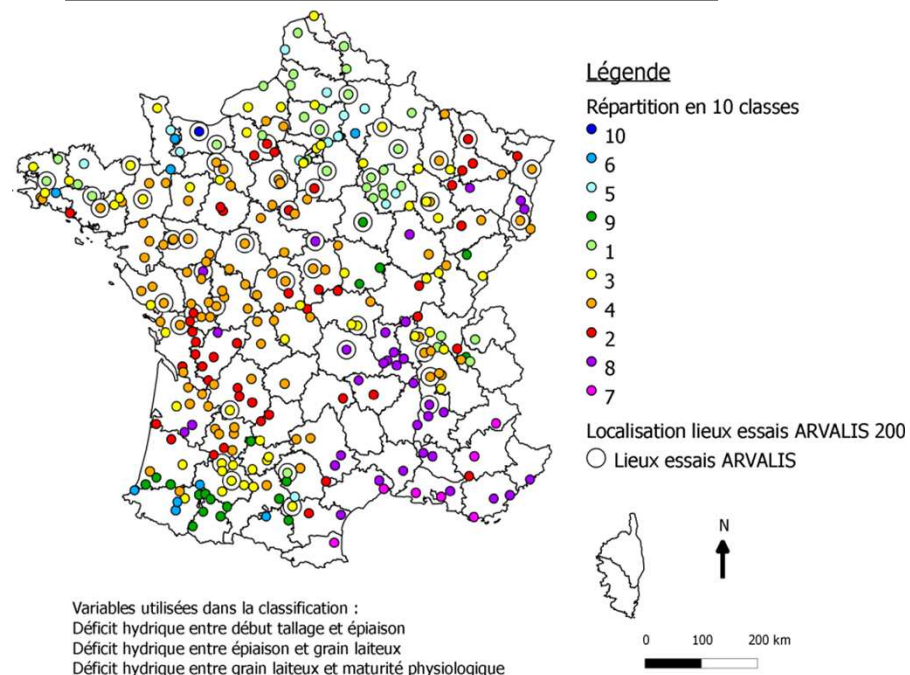 Légende
Répartition en 10 classes
10
6
5
9
1
3
4
2
8
7
Localisation lieux essais ARVALIS 200
Lieux essais ARVALIS
N
0 100 200 km
Variables utilisées dans la classification :
Déficit hydrique entre début tallage et épiaison
Déficit hydrique entre épiaison et grain laiteux
Déficit hydrique entre grain laiteux et maturité physiologique